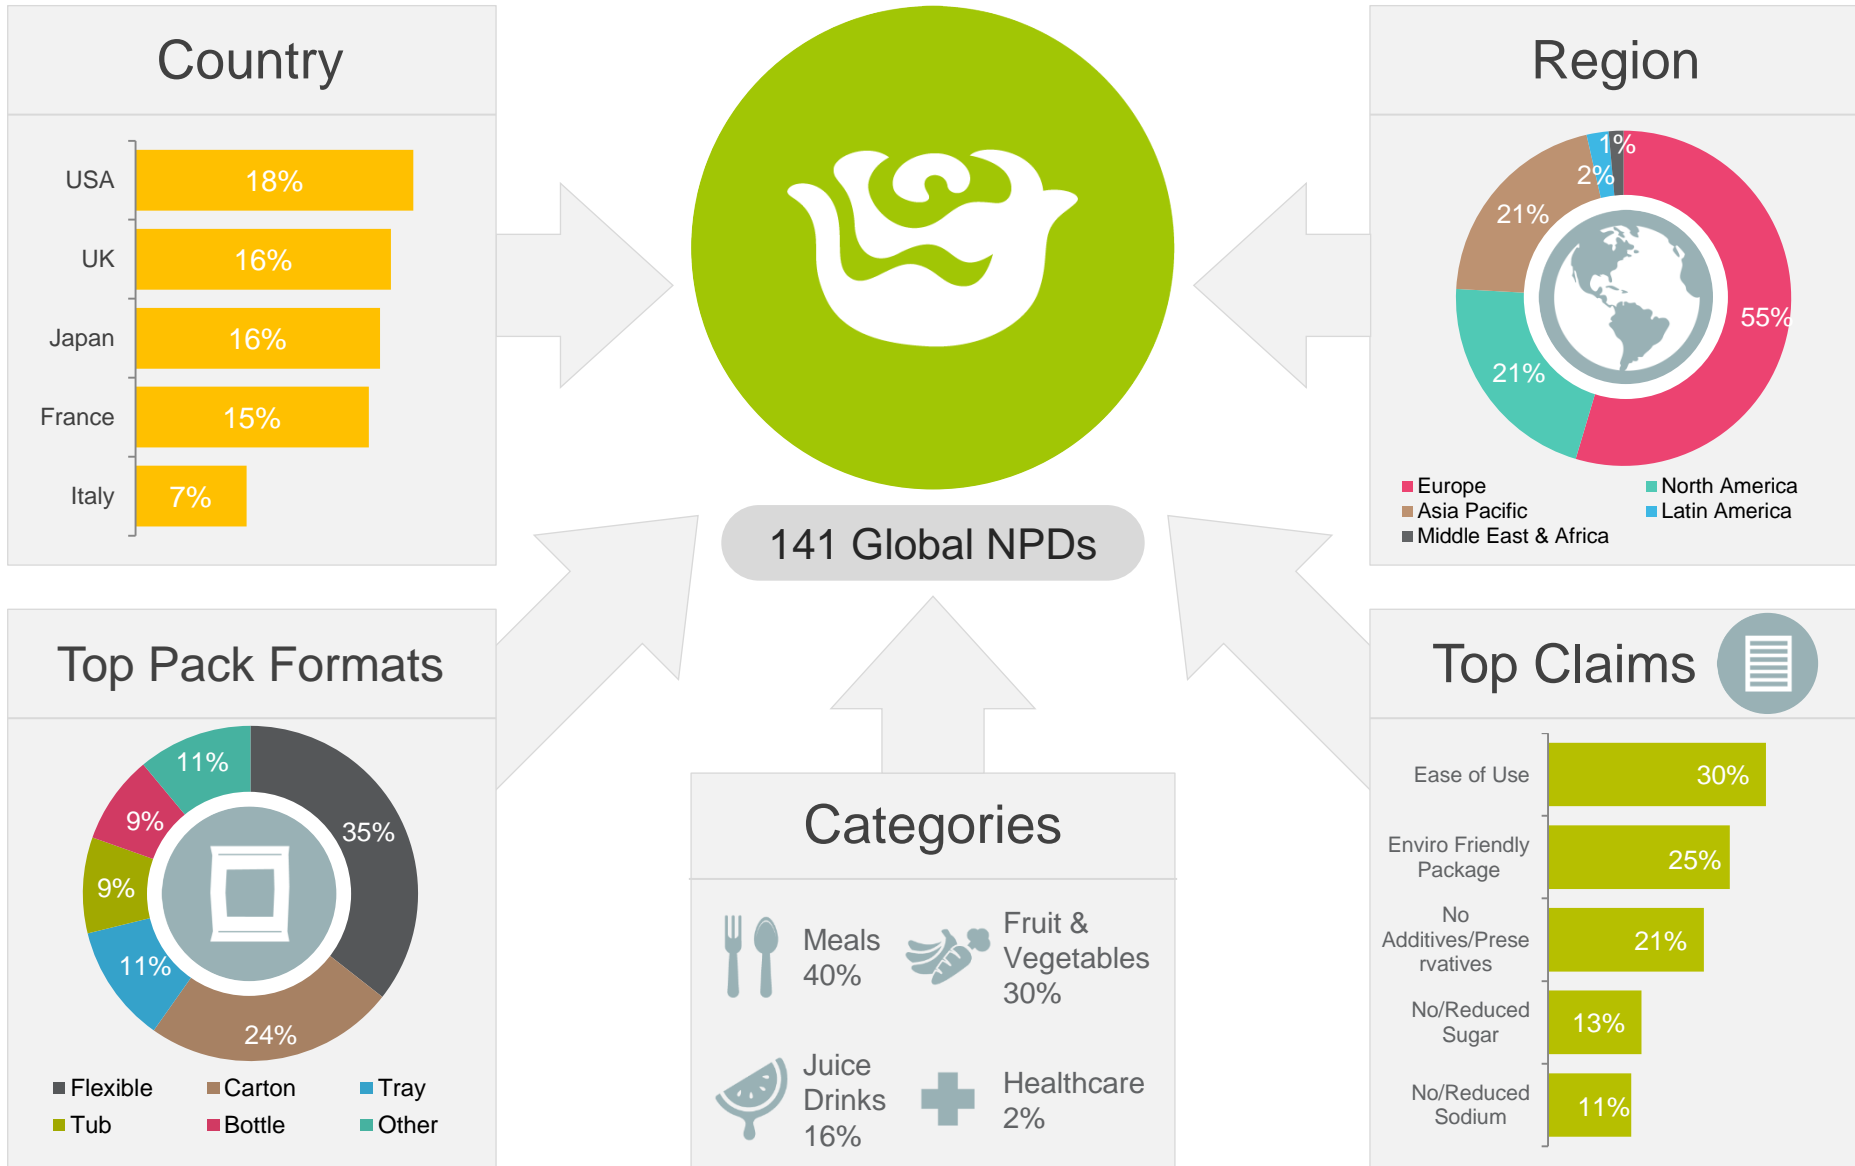 Country
USA
18%
UK
16%
Japan
16%
France
15%
Italy
7%
141 Global NPDs
Region
1%
2%
21%
21%
55%
Europe
North America
Asia Pacific
Latin America
Middle East & Africa
Top Pack Formats
11%
9%
35%
9%
11%
24%
Flexible
Carton
Tray
Tub
Bottle
Other
Categories
Meals
40%
Fruit &
Vegetables
30%
Juice
Drinks
16%
Healthcare
2%
Top Claims
Ease of Use
30%
Enviro Friendly
Package
25%
No
Additives/Prese
rvatives
21%
No/Reduced
Sugar
13%
No/Reduced
Sodium
11%